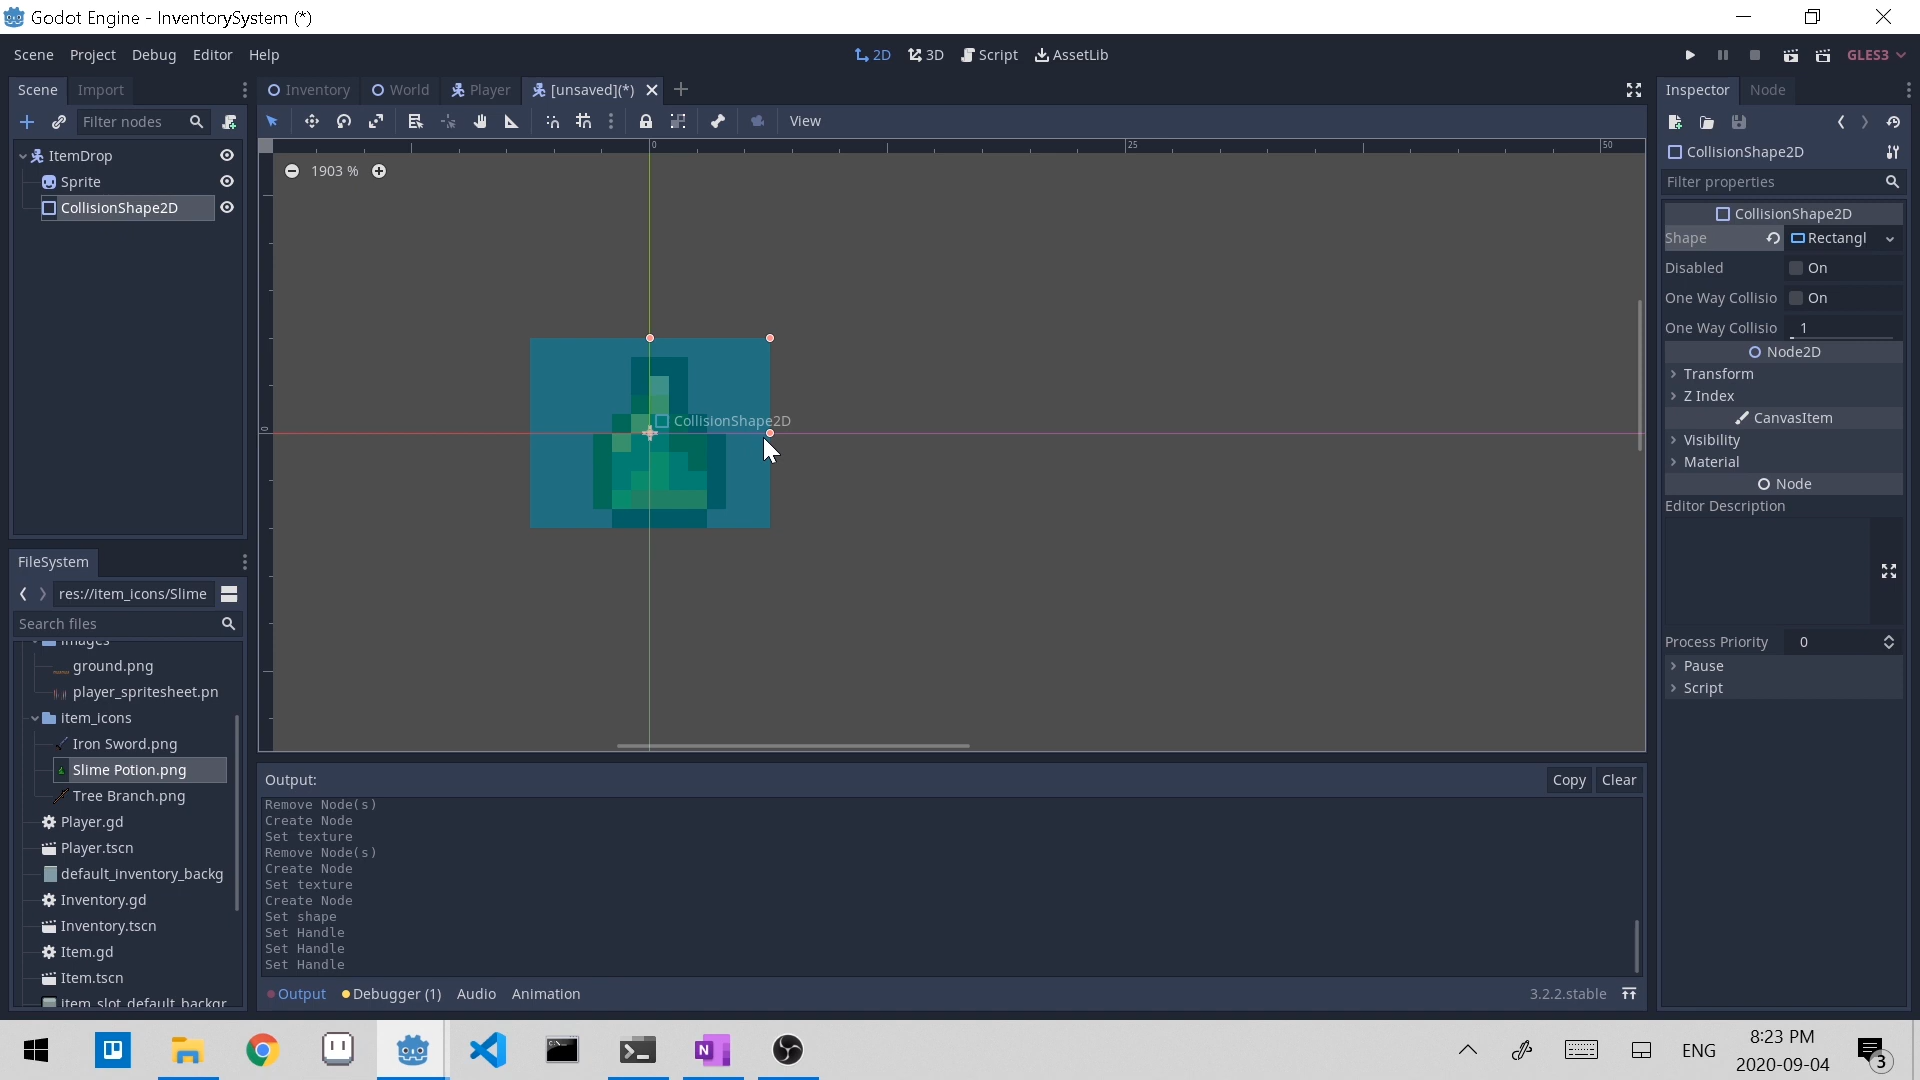 Godot Engine - InventorySystem (*)
Scene Project Debug Editor Help
2D 3D Script AssetLib
GLES3
Scene Import
Inventory World Player [unsaved](*)
Inspector Node
Filter nodes
View
CollisionShape2D
Filter properties
ItemDrop
Sprite
CollisionShape2D
0 25 50
1903 %
0
CollisionShape2D
CollisionShape2D
Shape Rectangl
Disabled On
One Way Collisio On
One Way Collisio 1
Node2D
Transform
Z Index
CanvasItem
Visibility
Material
Node
Editor Description
Process Priority 0
Pause
Script
FileSystem
res://item_icons/Slime
Search files
images
ground.png
player_spritesheet.pn
item_icons
Iron Sword.png
Slime Potion.png
Tree Branch.png
Player.gd
Player.tscn
default_inventory_backg
Inventory.gd
Inventory.tscn
Item.gd
Item.tscn
item_slot_default_backgr
Output:
Copy Clear
Remove Node(s)
Create Node
Set texture
Remove Node(s)
Create Node
Set texture
Create Node
Set shape
Set Handle
Set Handle
Set Handle
Output Debugger (1) Audio Animation
3.2.2.stable
ENG
8:23 PM
2020-09-04
3